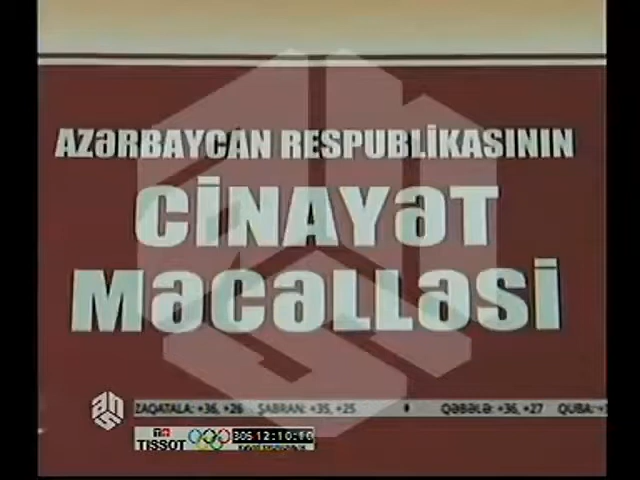 AZƏRBAYCAN RESPUBLİKASININ
CİNAYƏT
MƏCƏLLƏSİ
ans
ZAQATALA: +36, +26 ŞABRAN: +35, +25 QƏBƏLƏ: +36, +27 QUBA:
TISSOT 12:10: